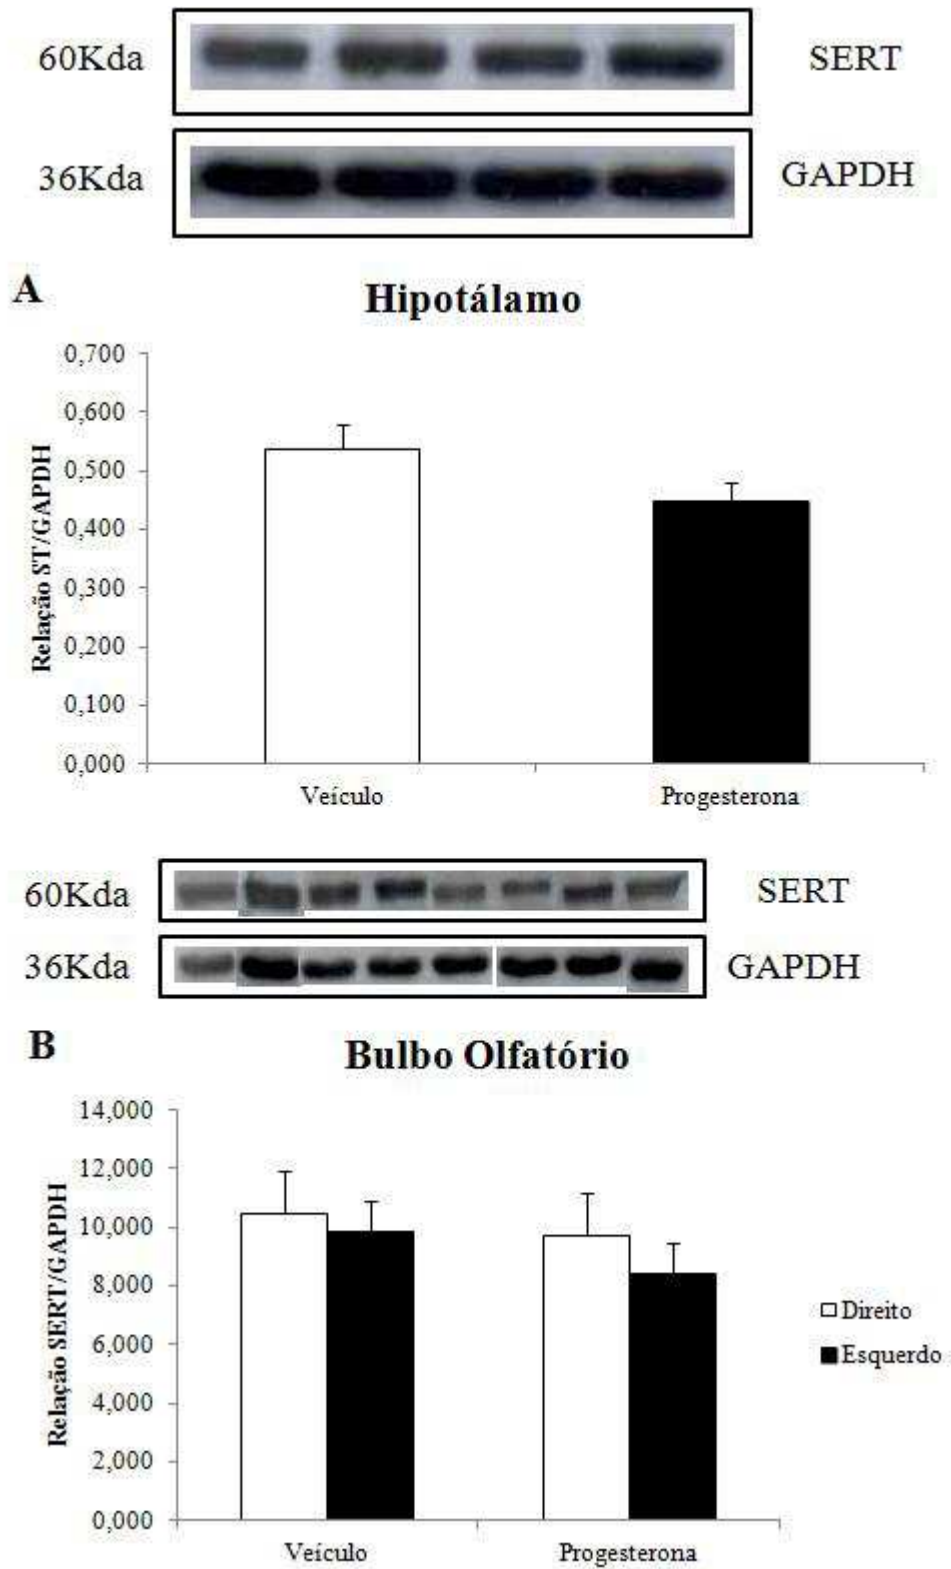 60Kda SERT
36Kda GAPDH
A Hipotálamo
0,700
0,600
0,500
0,400
0,300
0,200
0,100
0,000
Relação ST/GAPDH
Veículo Progesterona
60Kda SERT
36Kda GAPDH
B Bulbo Olfatório
14,000
12,000
10,000
8,000
6,000
4,000
2,000
0,000
Relação SERT/GAPDH
Direito
Esquerdo
Veículo Progesterona